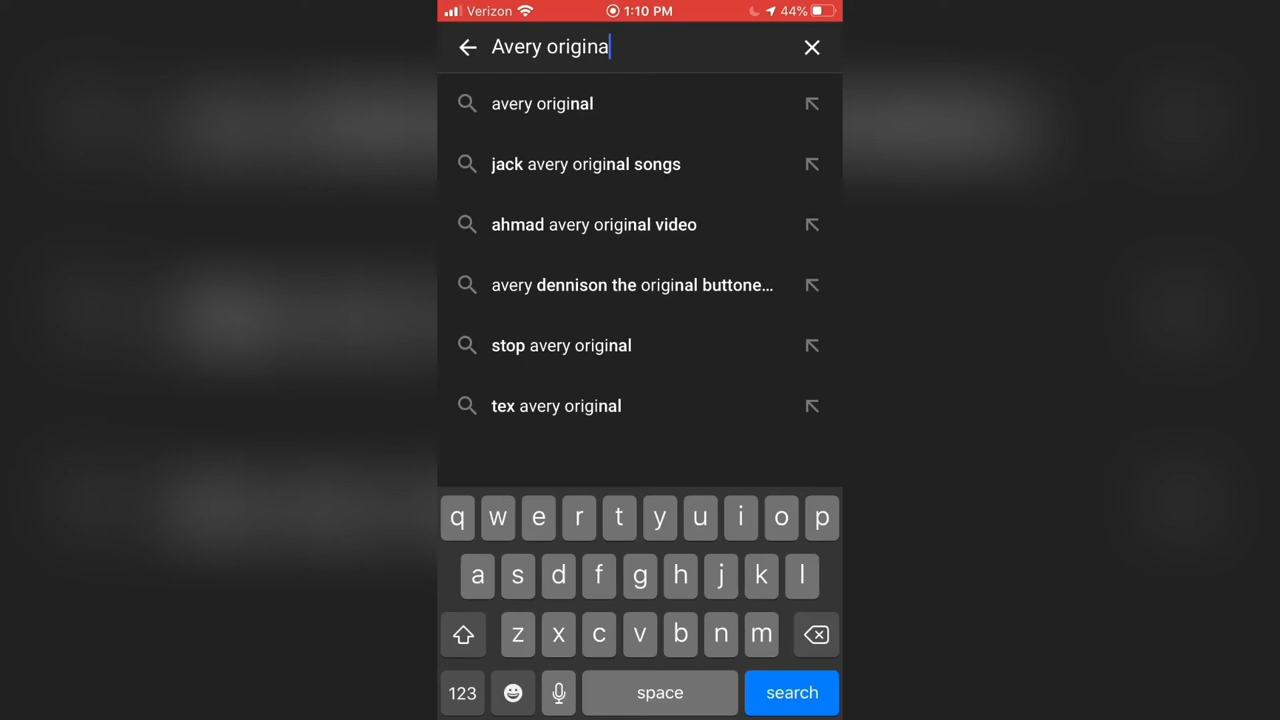 Verizon 1:10 PM 44%
Avery origina
avery original
jack avery original songs
ahmad avery original video
avery dennison the original buttone...
stop avery original
tex avery original
q w e r t y u i o p
a s d f g h j k l
z x c v b n m
123 space search